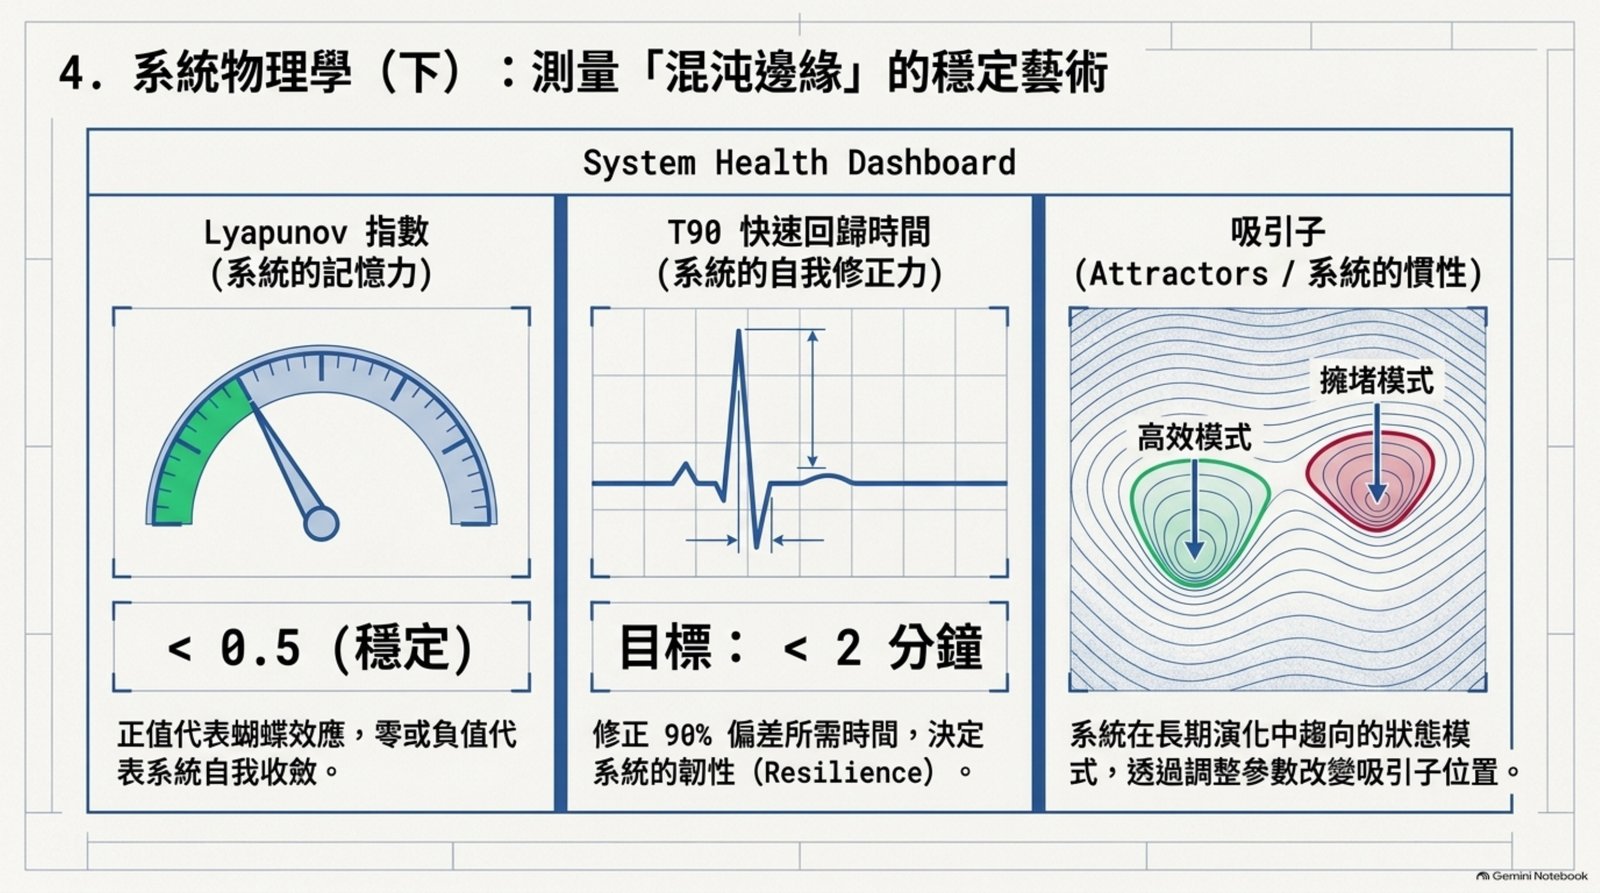 4. 系統物理學（下）：測量「混沌邊緣」的穩定藝術
System Health Dashboard
Lyapunov 指數
(系統的記憶力)
< 0.5 (穩定)
正值代表蝴蝶效應，零或負值代
表系統自我收斂。
T90 快速回歸時間
(系統的自我修正力)
目標： < 2 分鐘
修正 90% 偏差所需時間，決定
系統的韌性（Resilience）。
吸引子
(Attractors / 系統的慣性)
擁堵模式
高效模式
系統在長期演化中趨向的狀態模
式，透過調整參數改變吸引子位置。
Gemini Notebook